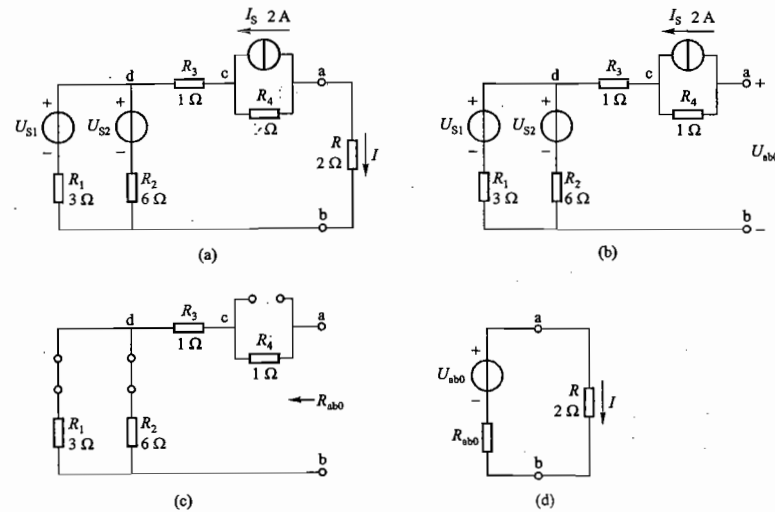 I_S 2 A
d
R_3
c
a
1 Ω
R_4
Ω
+
+
U_S1
U_S2
R
2 Ω
I
−
−
R_1
3 Ω
R_2
6 Ω
b
(a)
I_S 2 A
d
R_3
c
a
+
1 Ω
R_4
1 Ω
+
+
U_S1
U_S2
U_ab0
−
−
R_1
3 Ω
R_2
6 Ω
b
−
(b)
d
R_3
c
a
1 Ω
R_4
1 Ω
R_ab0
R_1
3 Ω
R_2
6 Ω
b
(c)
a
+
U_ab0
−
R
2 Ω
I
R_ab0
b
(d)